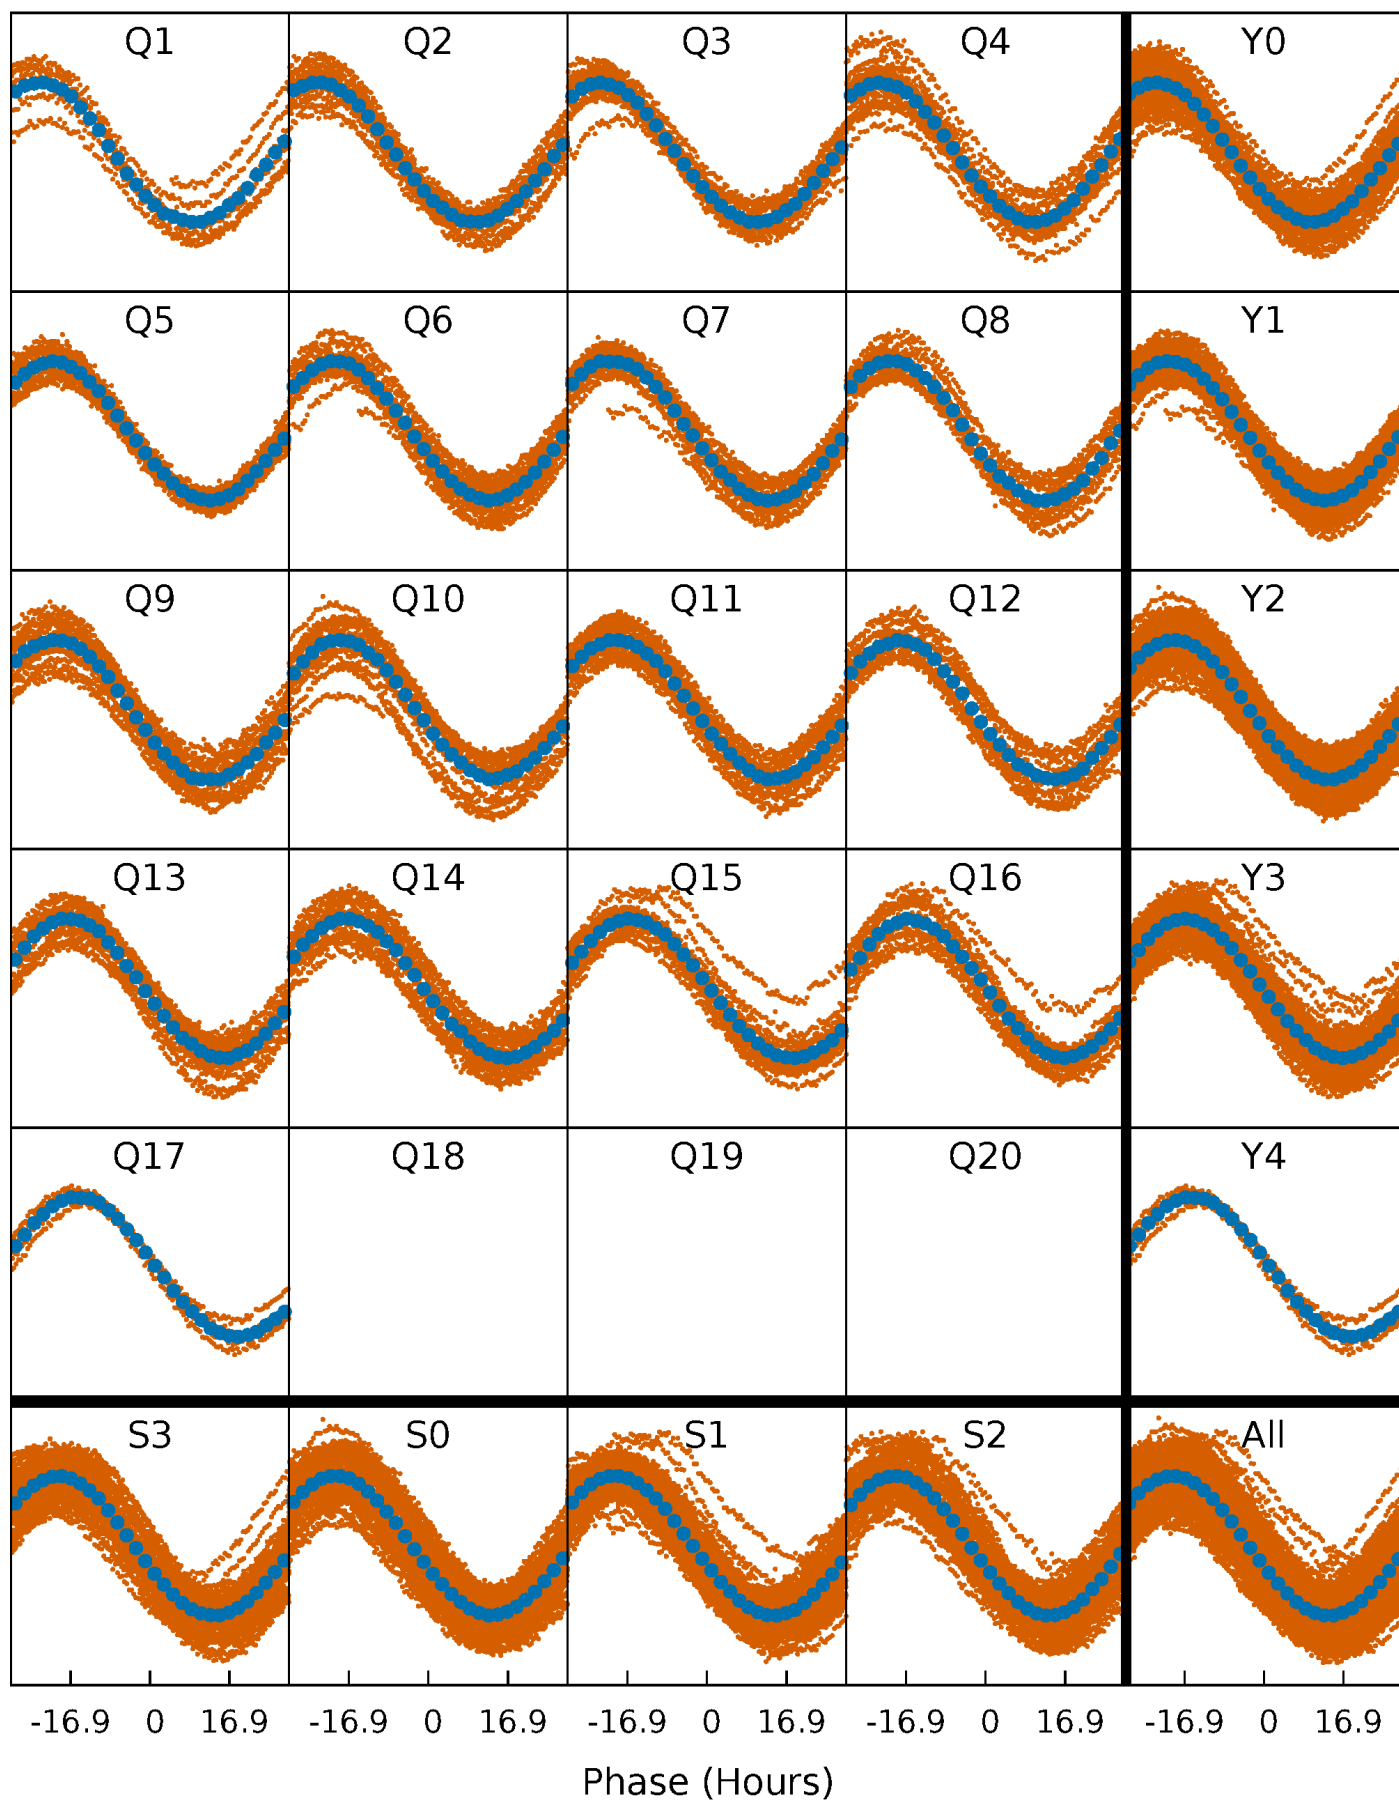 Q1 Q2 Q3 Q4 Y0
Q5 Q6 Q7 Q8 Y1
Q9 Q10 Q11 Q12 Y2
Q13 Q14 Q15 Q16 Y3
Q17 Q18 Q19 Q20 Y4
S3 S0 S1 S2 All
-16.9 0 16.9 -16.9 0 16.9 -16.9 0 16.9 -16.9 0 16.9 -16.9 0 16.9
Phase (Hours)